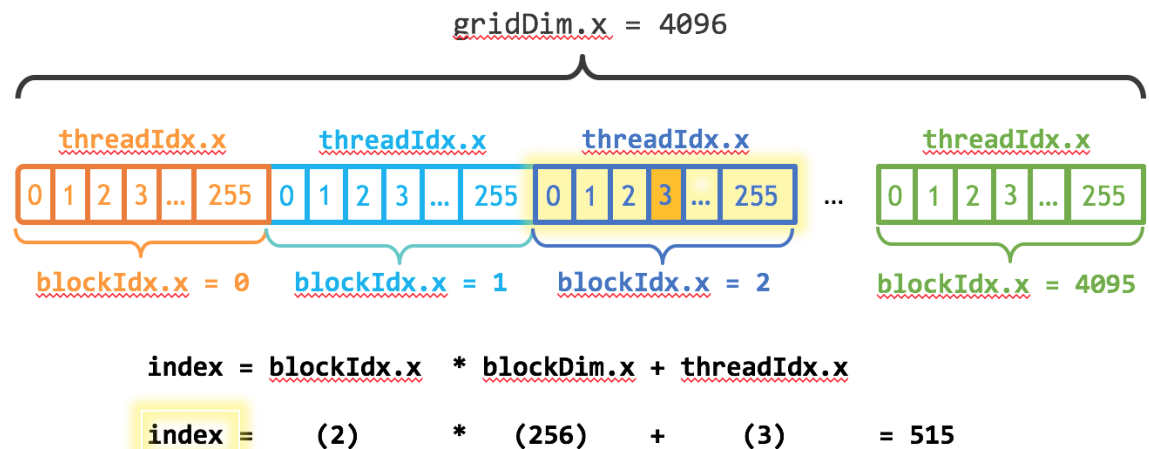 gridDim.x = 4096
threadIdx.x threadIdx.x threadIdx.x threadIdx.x
0 1 2 3 ... 255 0 1 2 3 ... 255 0 1 2 3 ... 255 ... 0 1 2 3 ... 255
blockIdx.x = 0 blockIdx.x = 1 blockIdx.x = 2 blockIdx.x = 4095
index = blockIdx.x * blockDim.x + threadIdx.x
index = (2) * (256) + (3) = 515